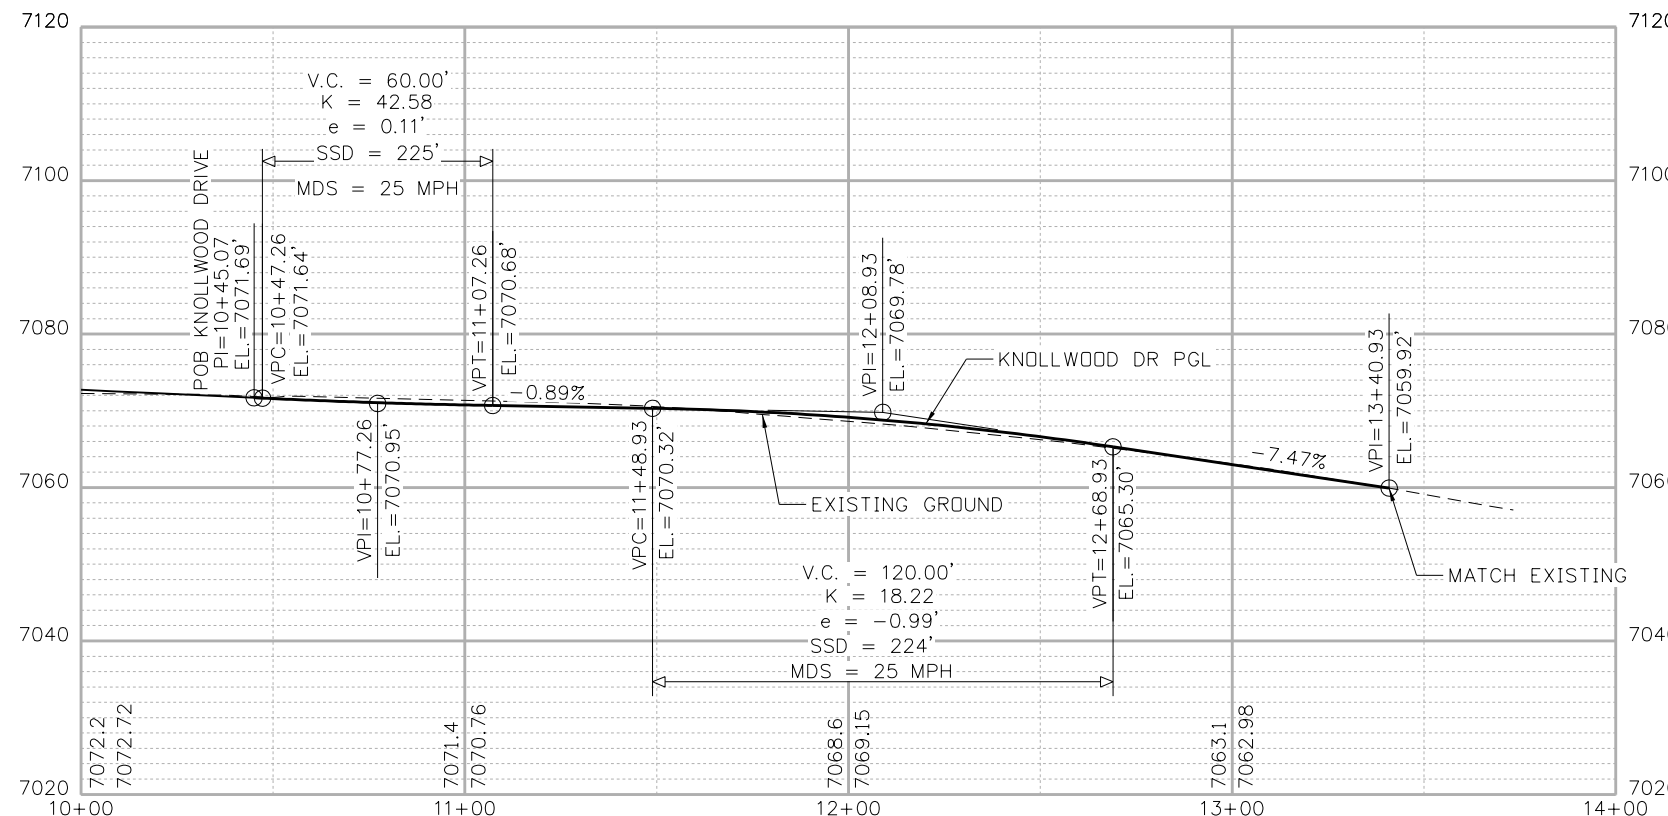 7120
7120
V.C. = 60.00'
K = 42.58
e = 0.11'
SSD = 225'
MDS = 25 MPH
7100
7100
POB KNOLLWOOD DRIVE
PI=10+45.07
EL.=7071.69'
VPC=10+47.26
EL.=7071.64'
VPT=11+07.26
EL.=7070.68'
VPI=12+08.93
EL.=7069.78'
VPI=13+40.93
EL.=7059.92'
7080
7080
KNOLLWOOD DR PGL
-0.89%
-7.47%
VPI=10+77.26
EL.=7070.95'
VPC=11+48.93
EL.=7070.32'
VPT=12+68.93
EL.=7065.30'
7060
7060
EXISTING GROUND
MATCH EXISTING
V.C. = 120.00'
K = 18.22
e = -0.99'
SSD = 224'
MDS = 25 MPH
7040
7040
7072.2
7072.72
7071.4
7070.76
7068.6
7069.15
7063.1
7062.98
7020
7020
10+00
11+00
12+00
13+00
14+00